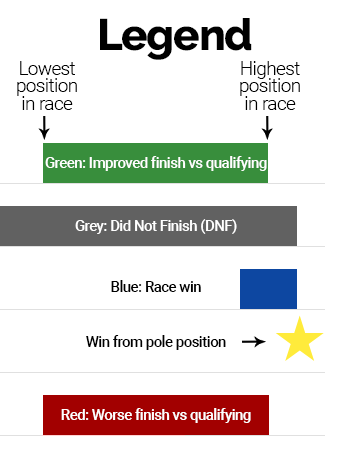 Legend
Lowest position in race
Highest position in race
Green: Improved finish vs qualifying
Grey: Did Not Finish (DNF)
Blue: Race win
Win from pole position
Red: Worse finish vs qualifying